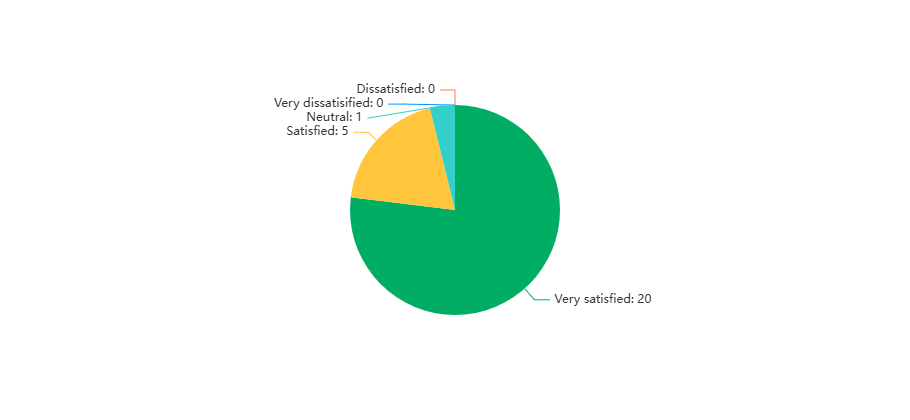 Dissatisfied: 0
Very dissatisified: 0
Neutral: 1
Satisfied: 5
Very satisfied: 20